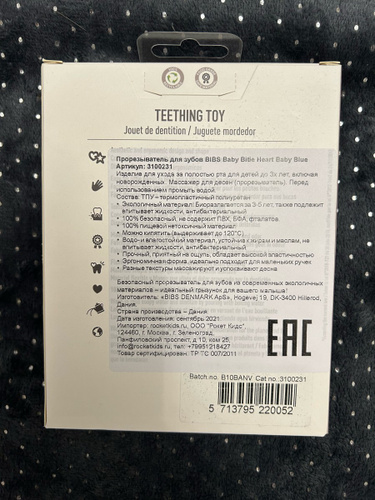 TEETHING TOY
Jouet de dentition / Juguete mordedor
Прорезыватель для зубов BIBS Baby Bitie Heart Baby Blue
Артикул: 3100231
Изделие для ухода за полостью рта для детей до 3х лет, включая
новорожденных. Массажер для десен (прорезыватель). Перед
использованием промыть водой.
Состав: ТПУ – термопластичный полиуретан
• Экологичный материал: Биоразлагается за 3-5 лет, также не
впитывает жидкости, антибактериальный
• 100% безопасный, не содержит ПВХ, БФА, фталатов.
• 100% пищевой нетоксичный материал
• Можно кипятить (выдерживает до 120°C)
• Водо- и влагостойкий материал, устойчив к жирам и маслам, не
впитывает жидкости, антибактериальный
• Прочный, приятный на ощупь, обладает высокой эластичностью
• Эргономичная форма, идеально подходит для маленьких ручек
• Разные текстуры массажируют и успокаивают десна
Безопасный прорезыватель для зубов из современных экологичных
материалов – идеальный грызунок для вашего малыша!
Изготовитель: «BIBS DENMARK ApS», Hogevej 19, DK-3400 Hillerod,
Дания.
Страна производства – Дания
Дата изготовления: сентябрь 2021
Импортер: rocketkids.ru, ООО "Рокет Кидс",
124460, г. Москва, г. Зеленоград,
Панфиловский проспект, д 10, ком 25,
info@rocketkids.ru, тел: +79951218427
Товар сертифицирован: ТР ТС 007/2011
EAC
Batch no. B10BANV Cat no. 3100231
5 713795 220052